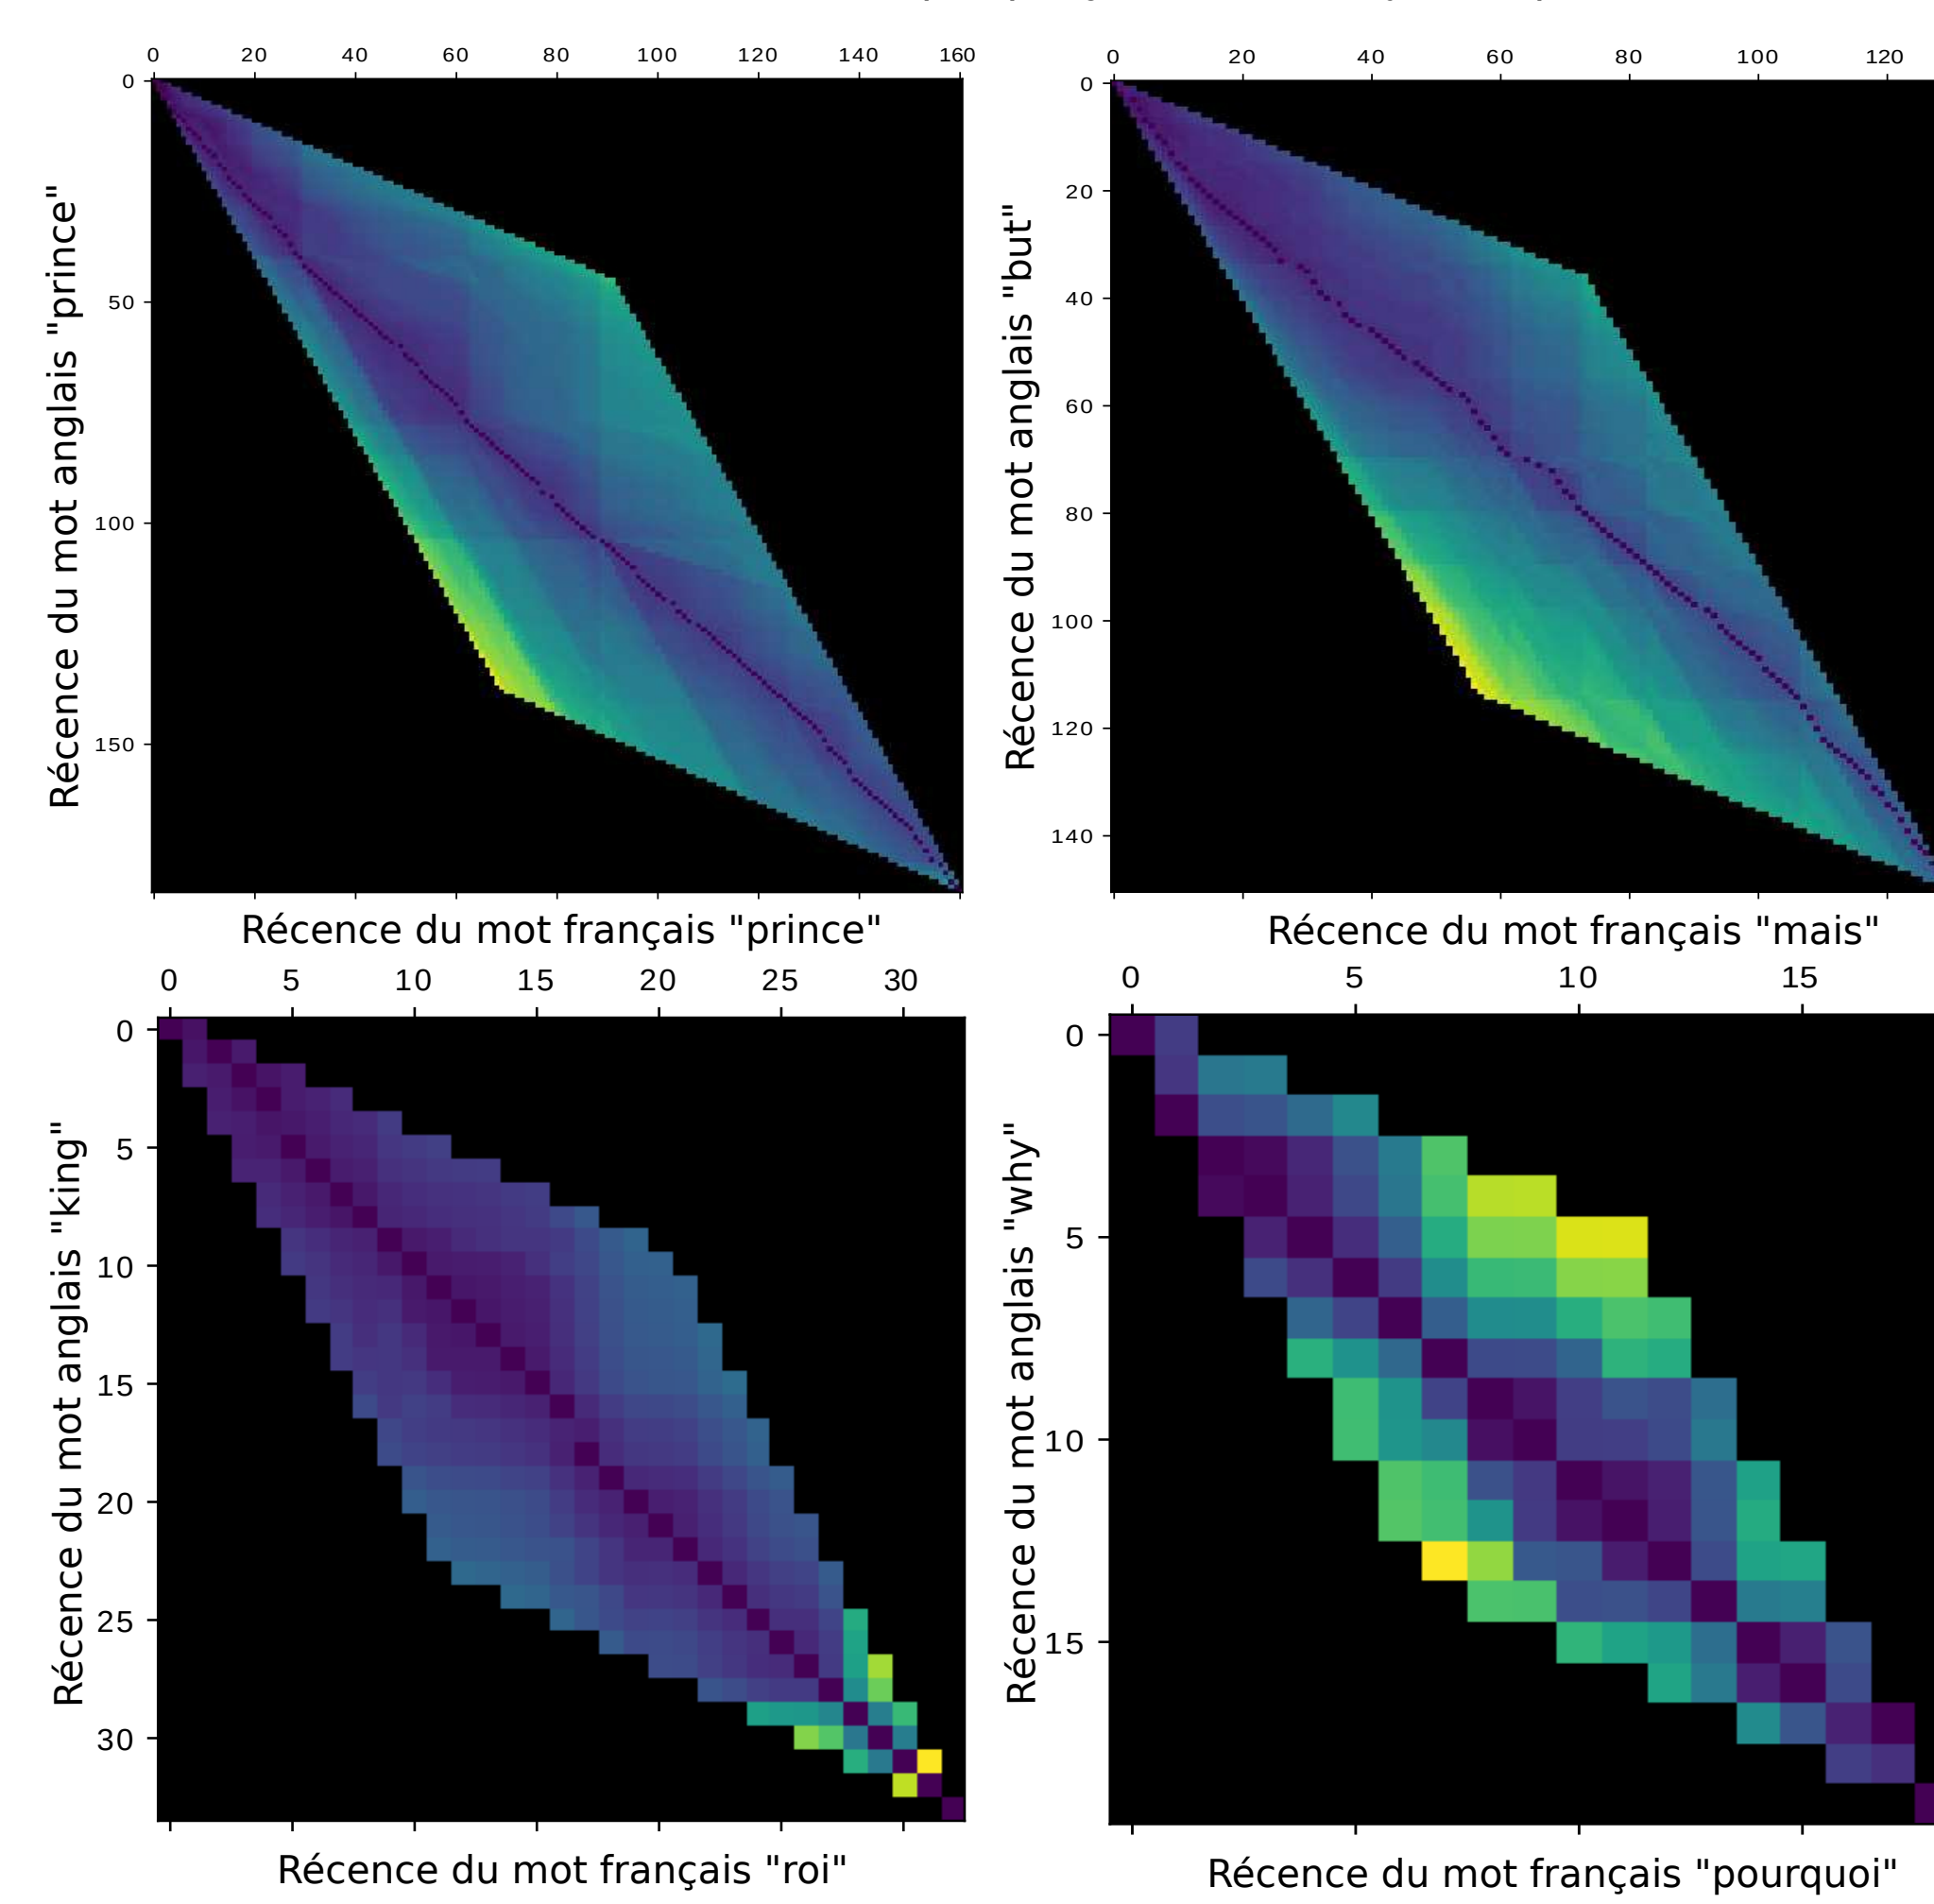 0 20 40 60 80 100 120 140 160
0
50
100
150
Récence du mot anglais "prince"
Récence du mot français "prince"
0 20 40 60 80 100 120
0
20
40
60
80
100
120
140
Récence du mot anglais "but"
Récence du mot français "mais"
0 5 10 15 20 25 30
0
5
10
15
20
25
30
Récence du mot anglais "king"
Récence du mot français "roi"
0 5 10 15
0
5
10
15
Récence du mot anglais "why"
Récence du mot français "pourquoi"